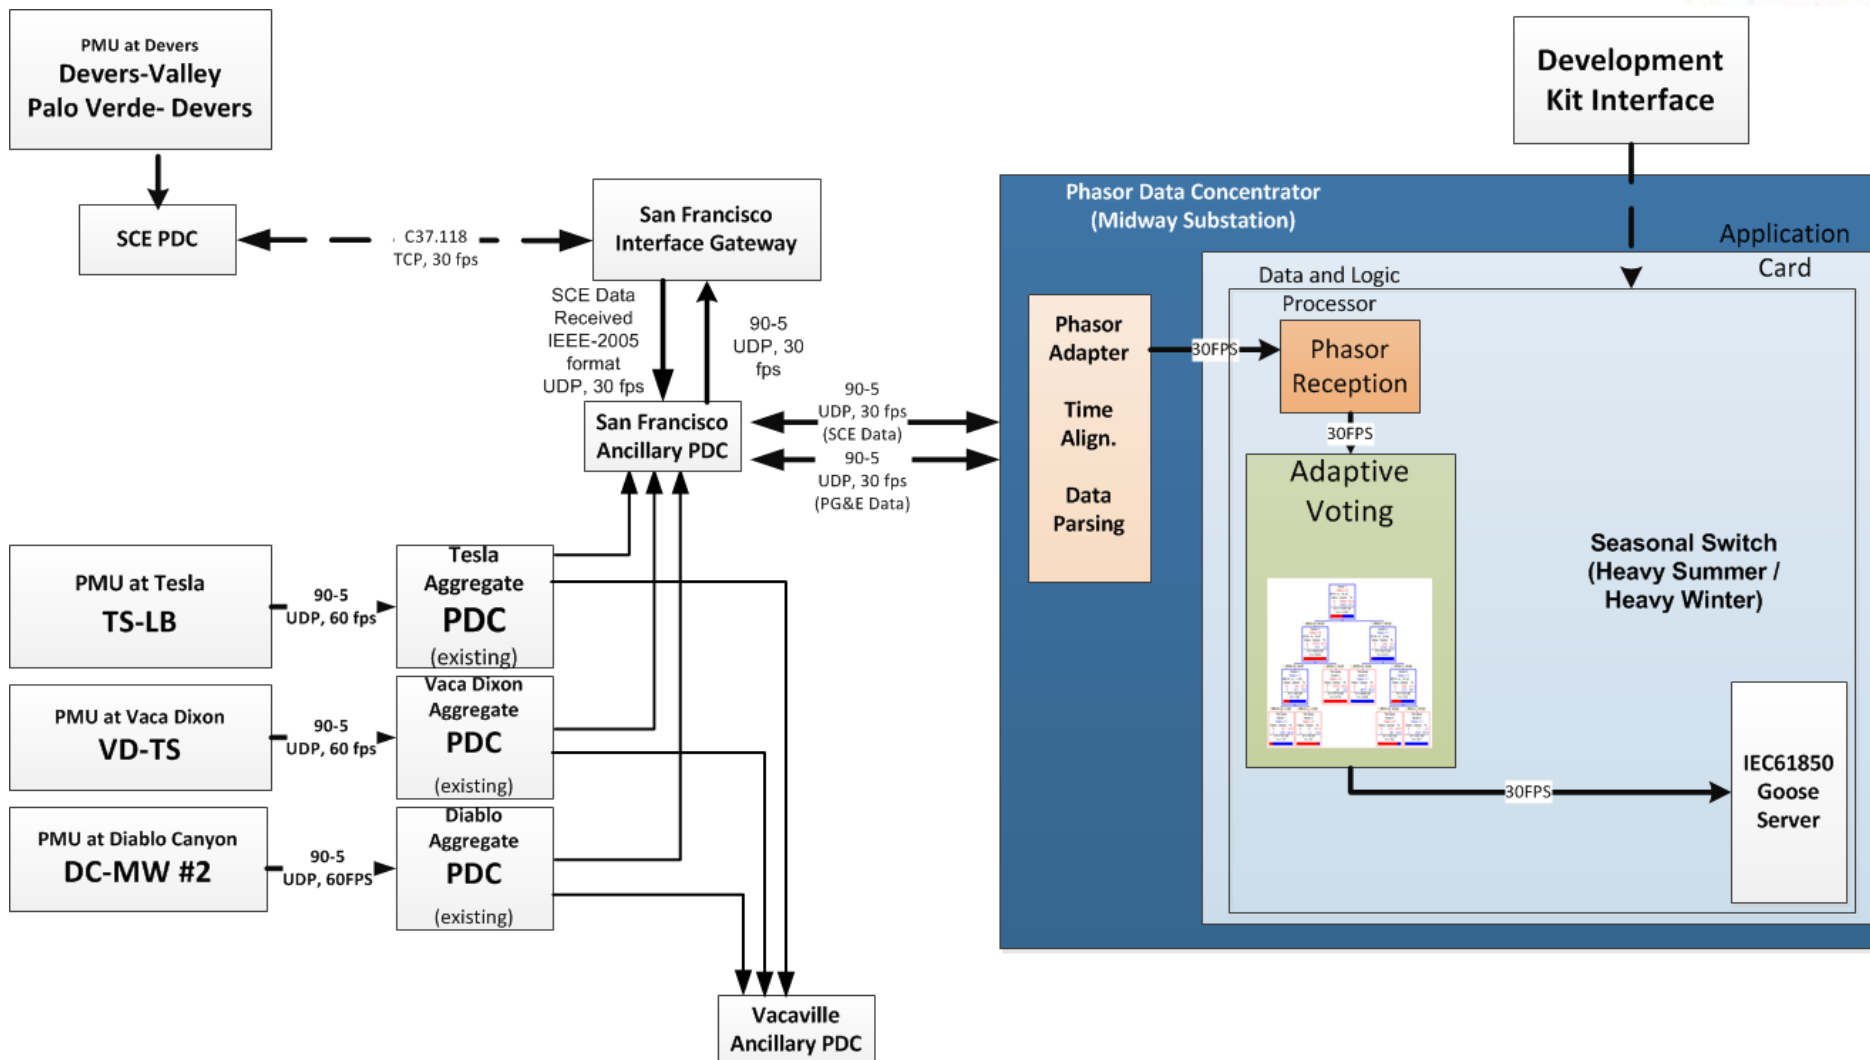 PMU at Devers
Devers-Valley
Palo Verde- Devers
SCE PDC
C37.118
TCP, 30 fps
San Francisco
Interface Gateway
SCE Data
Received
IEEE-2005
format
UDP, 30 fps
90-5
UDP, 30
fps
San Francisco
Ancillary PDC
90-5
UDP, 30 fps
(SCE Data)
90-5
UDP, 30 fps
(PG&E Data)
PMU at Tesla
TS-LB
90-5
UDP, 60 fps
Tesla
Aggregate
PDC
(existing)
PMU at Vaca Dixon
VD-TS
90-5
UDP, 60 fps
Vaca Dixon
Aggregate
PDC
(existing)
PMU at Diablo Canyon
DC-MW #2
90-5
UDP, 60FPS
Diablo
Aggregate
PDC
(existing)
Vacaville
Ancillary PDC
Development
Kit Interface
Phasor Data Concentrator
(Midway Substation)
Application
Card
Data and Logic
Processor
Phasor
Adapter
Time
Align.
Data
Parsing
30FPS
Phasor
Reception
30FPS
Adaptive
Voting
Seasonal Switch
(Heavy Summer /
Heavy Winter)
30FPS
IEC61850
Goose
Server